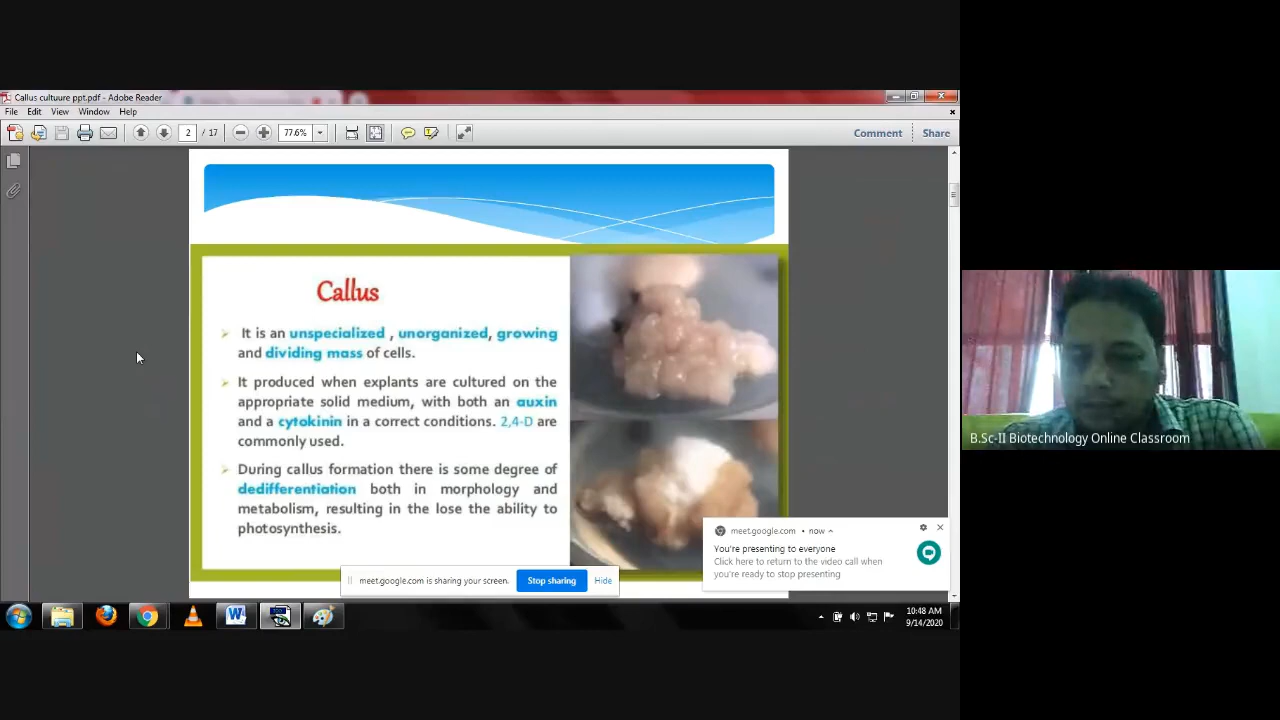 Callus cultuure ppt.pdf - Adobe Reader
File Edit View Window Help
2 / 17 77.6% Comment Share
Callus
It is an unspecialized , unorganized, growing
and dividing mass of cells.
It produced when explants are cultured on the
appropriate solid medium, with both an auxin
and a cytokinin in a correct conditions. 2,4-D are
commonly used.
During callus formation there is some degree of
dedifferentiation both in morphology and
metabolism, resulting in the lose the ability to
photosynthesis.
B.Sc-II Biotechnology Online Classroom
meet.google.com • now
You're presenting to everyone
Click here to return to the video call when
you're ready to stop presenting
meet.google.com is sharing your screen. Stop sharing Hide
10:48 AM
9/14/2020